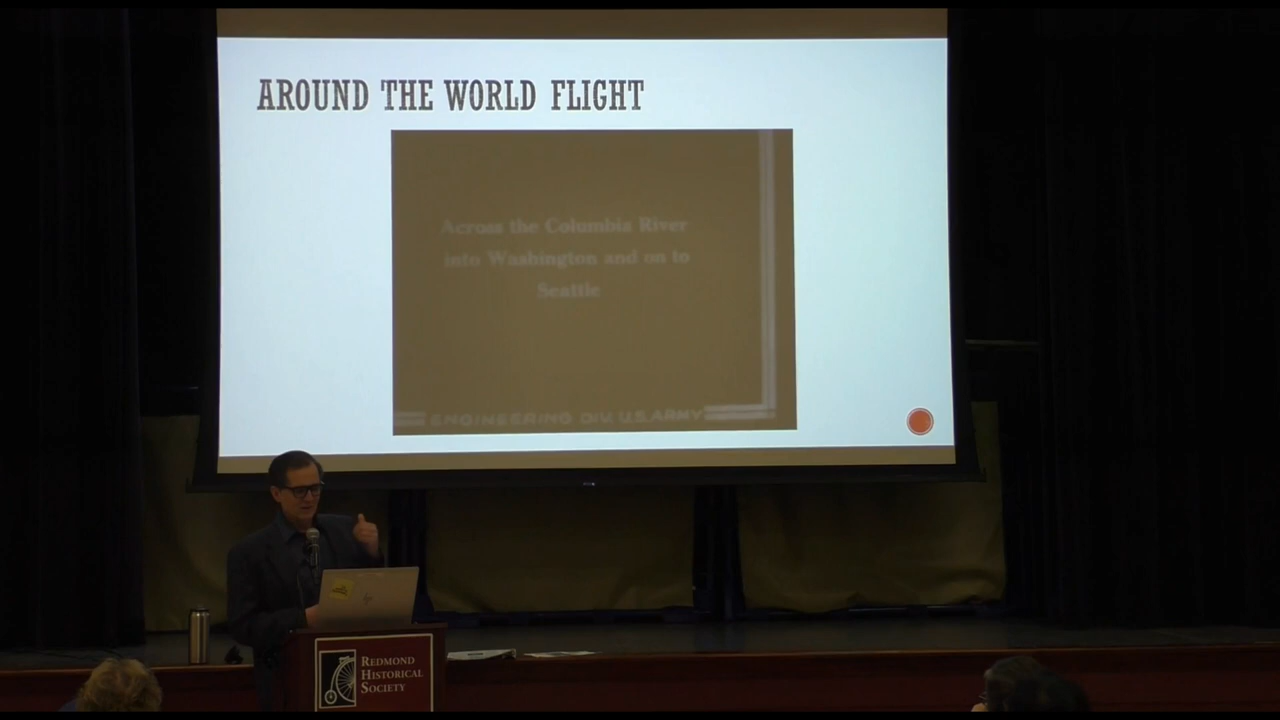 AROUND THE WORLD FLIGHT
Across the Columbia River
into Washington and on to
Seattle
ENGINEERING DIV. U.S. ARMY
REDMOND
HISTORICAL
SOCIETY